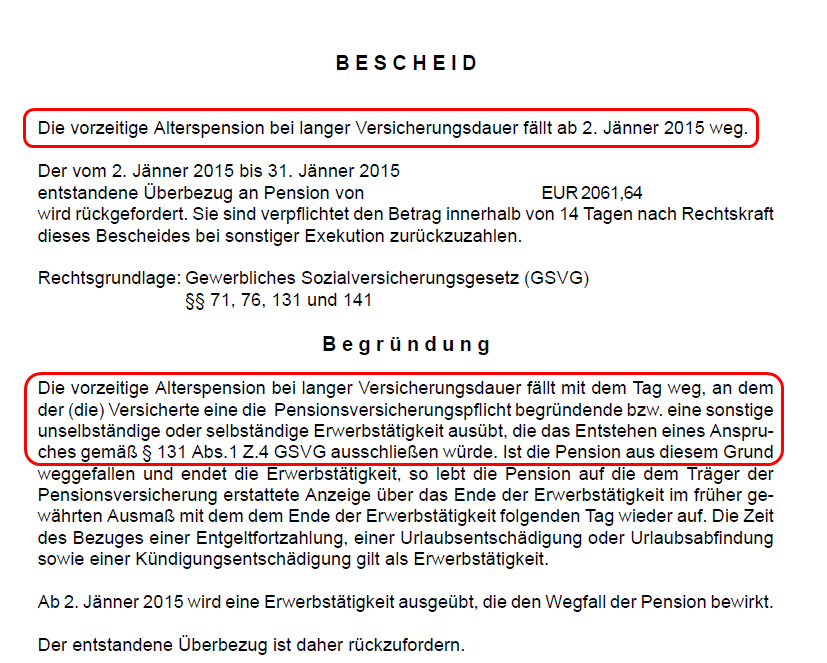 BESCHEID
Die vorzeitige Alterspension bei langer Versicherungsdauer fällt ab 2. Jänner 2015 weg.
Der vom 2. Jänner 2015 bis 31. Jänner 2015
entstandene Überbezug an Pension von EUR 2061,64
wird rückgefordert. Sie sind verpflichtet den Betrag innerhalb von 14 Tagen nach Rechtskraft
dieses Bescheides bei sonstiger Exekution zurückzuzahlen.
Rechtsgrundlage: Gewerbliches Sozialversicherungsgesetz (GSVG)
§§ 71, 76, 131 und 141
Begründung
Die vorzeitige Alterspension bei langer Versicherungsdauer fällt mit dem Tag weg, an dem
der (die) Versicherte eine die Pensionsversicherungspflicht begründende bzw. eine sonstige
unselbständige oder selbständige Erwerbstätigkeit ausübt, die das Entstehen eines Anspru-
ches gemäß § 131 Abs.1 Z.4 GSVG ausschließen würde. Ist die Pension aus diesem Grund
weggefallen und endet die Erwerbstätigkeit, so lebt die Pension auf die dem Träger der
Pensionsversicherung erstattete Anzeige über das Ende der Erwerbstätigkeit im früher ge-
währten Ausmaß mit dem dem Ende der Erwerbstätigkeit folgenden Tag wieder auf. Die Zeit
des Bezuges einer Entgeltfortzahlung, einer Urlaubsentschädigung oder Urlaubsabfindung
sowie einer Kündigungsentschädigung gilt als Erwerbstätigkeit.
Ab 2. Jänner 2015 wird eine Erwerbstätigkeit ausgeübt, die den Wegfall der Pension bewirkt.
Der entstandene Überbezug ist daher rückzufordern.